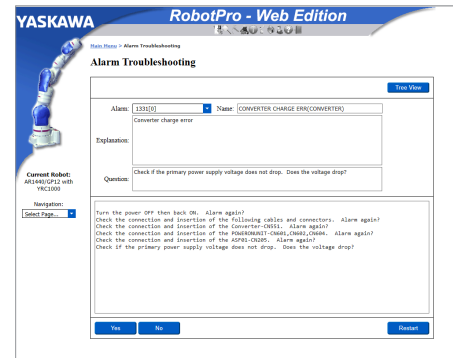 YASKAWA
RobotPro - Web Edition
Main Menu > Alarm Troubleshooting
Alarm Troubleshooting
Tree View
Alarm: 1331[0] Name: CONVERTER CHARGE ERR(CONVERTER)
Explanation: Converter charge error
Question: Check if the primary power supply voltage does not drop. Does the voltage drop?
Current Robot:
AR1440/GP12 with
YRC1000
Navigation:
Select Page...
Turn the power OFF then back ON. Alarm again?
Check the connection and insertion of the following cables and connectors. Alarm again?
Check the connection and insertion of the Converter-CN551. Alarm again?
Check the connection and insertion of the POWERONUNIT-CN601,CN602,CN604. Alarm again?
Check the connection and insertion of the ASF01-CN205. Alarm again?
Check if the primary power supply voltage does not drop. Does the voltage drop?
Yes No Restart